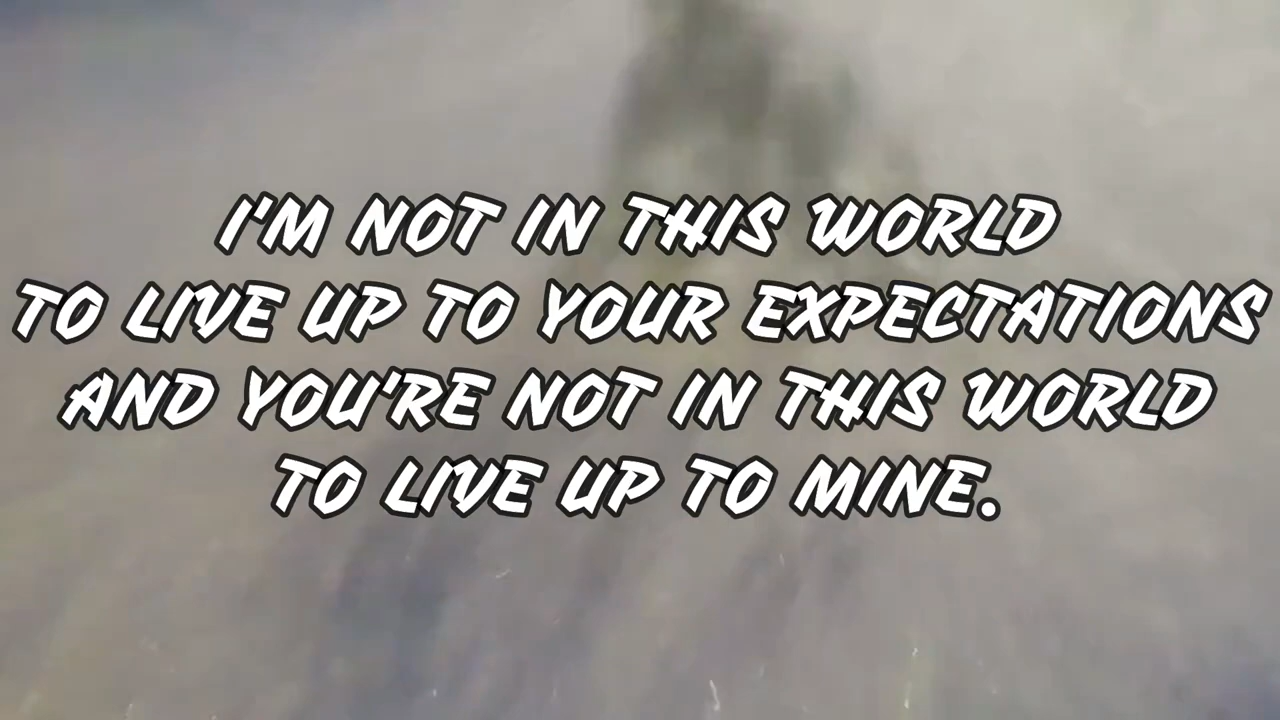 I'M NOT IN THIS WORLD
TO LIVE UP TO YOUR EXPECTATIONS
AND YOU'RE NOT IN THIS WORLD
TO LIVE UP TO MINE.